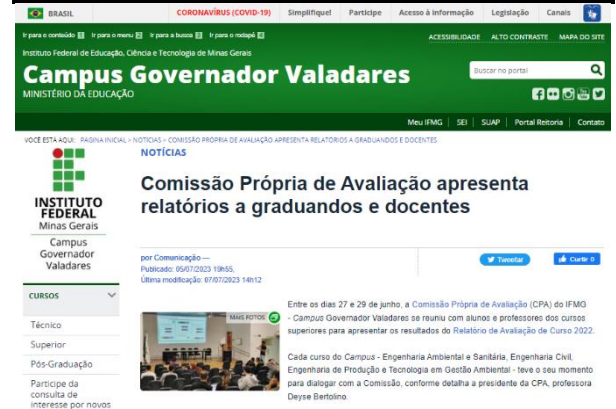 BRASIL
CORONAVÍRUS (COVID-19)
Simplifique!
Participe
Acesso à informação
Legislação
Canais
Ir para o conteúdo 1 Ir para o menu 2 Ir para a busca 3 Ir para o rodapé 4
ACESSIBILIDADE ALTO CONTRASTE MAPA DO SITE
Instituto Federal de Educação, Ciência e Tecnologia de Minas Gerais
Campus Governador Valadares
Buscar no portal
MINISTÉRIO DA EDUCAÇÃO
Meu IFMG SEI SUAP Portal Reitoria Contato
VOCÊ ESTÁ AQUI: PÁGINA INICIAL > NOTÍCIAS > COMISSÃO PRÓPRIA DE AVALIAÇÃO APRESENTA RELATÓRIOS A GRADUANDOS E DOCENTES
INSTITUTO
FEDERAL
Minas Gerais
Campus
Governador
Valadares
CURSOS
Técnico
Superior
Pós-Graduação
Participe da
consulta de
interesse por novos
NOTÍCIAS
Comissão Própria de Avaliação apresenta
relatórios a graduandos e docentes
por Comunicação —
Publicado: 05/07/2023 19h55,
Última modificação: 07/07/2023 14h12
Tweetar
Curtir 0
MAIS FOTOS
Entre os dias 27 e 29 de junho, a Comissão Própria de Avaliação (CPA) do IFMG
- Campus Governador Valadares se reuniu com alunos e professores dos cursos
superiores para apresentar os resultados do Relatório de Avaliação de Curso 2022.
Cada curso do Campus - Engenharia Ambiental e Sanitária, Engenharia Civil,
Engenharia de Produção e Tecnologia em Gestão Ambiental - teve o seu momento
para dialogar com a Comissão, conforme detalha a presidente da CPA, professora
Deyse Bertolino.